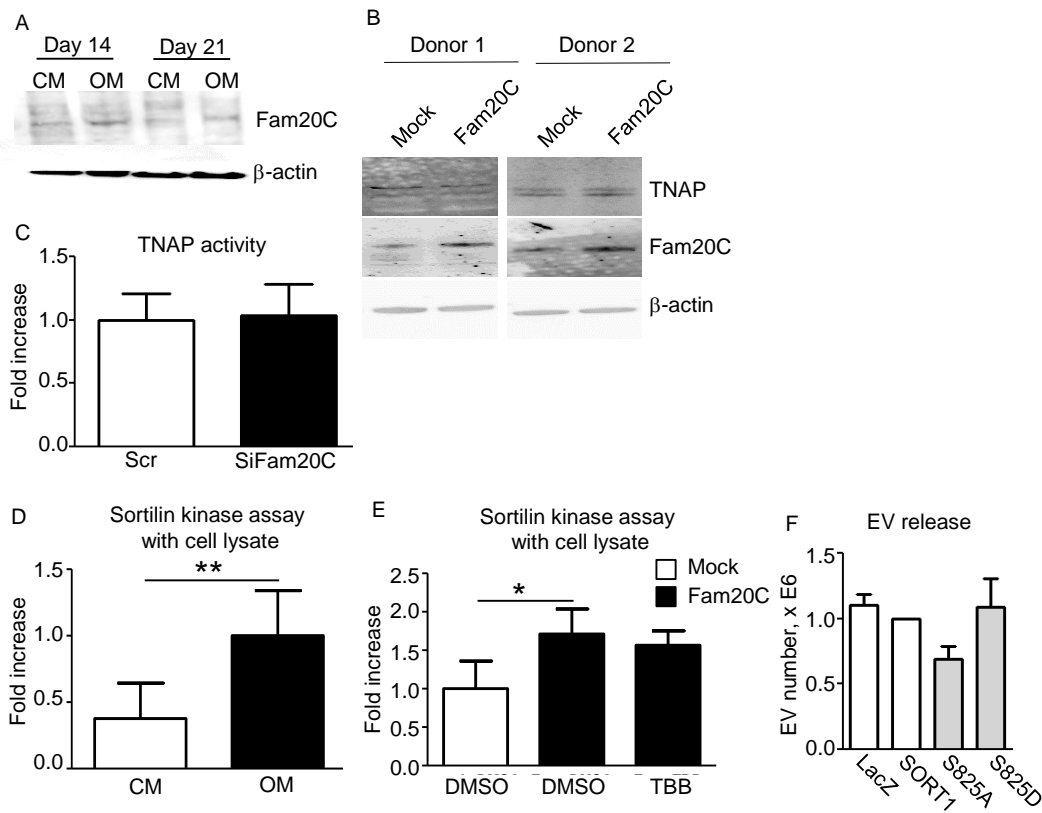 A
Day 14 Day 21
CM OM CM OM
Fam20C
β-actin
B
Donor 1 Donor 2
Mock Fam20C Mock Fam20C
TNAP
Fam20C
β-actin
C
TNAP activity
Fold increase
1.5
1.0
0.5
0.0
Scr SiFam20C
D
Sortilin kinase assay
with cell lysate
Fold increase
1.5
1.0
0.5
0.0
**
CM OM
E
Sortilin kinase assay
with cell lysate
Mock
Fam20C
Fold increase
2.5
2.0
1.5
1.0
0.5
0.0
*
DMSO DMSO TBB
F
EV release
EV number, x E6
1.5
1.0
0.5
0.0
LacZ SORT1 S825A S825D